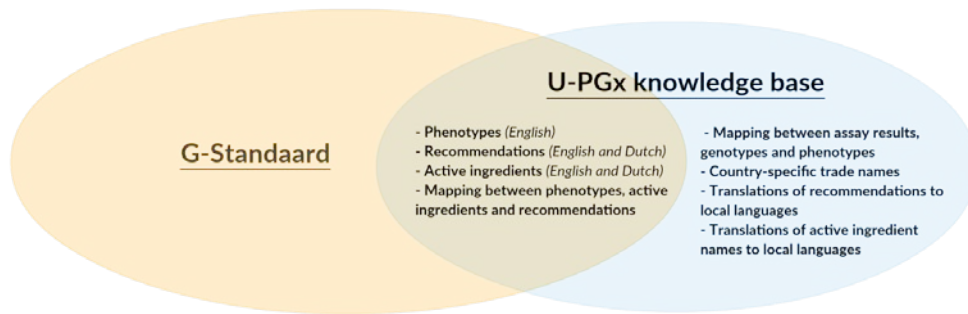 U-PGx knowledge base
G-Standaard
- Phenotypes (English)
- Recommendations (English and Dutch)
- Active ingredients (English and Dutch)
- Mapping between phenotypes, active
ingredients and recommendations
- Mapping between assay results,
genotypes and phenotypes
- Country-specific trade names
- Translations of recommendations to
local languages
- Translations of active ingredient
names to local languages